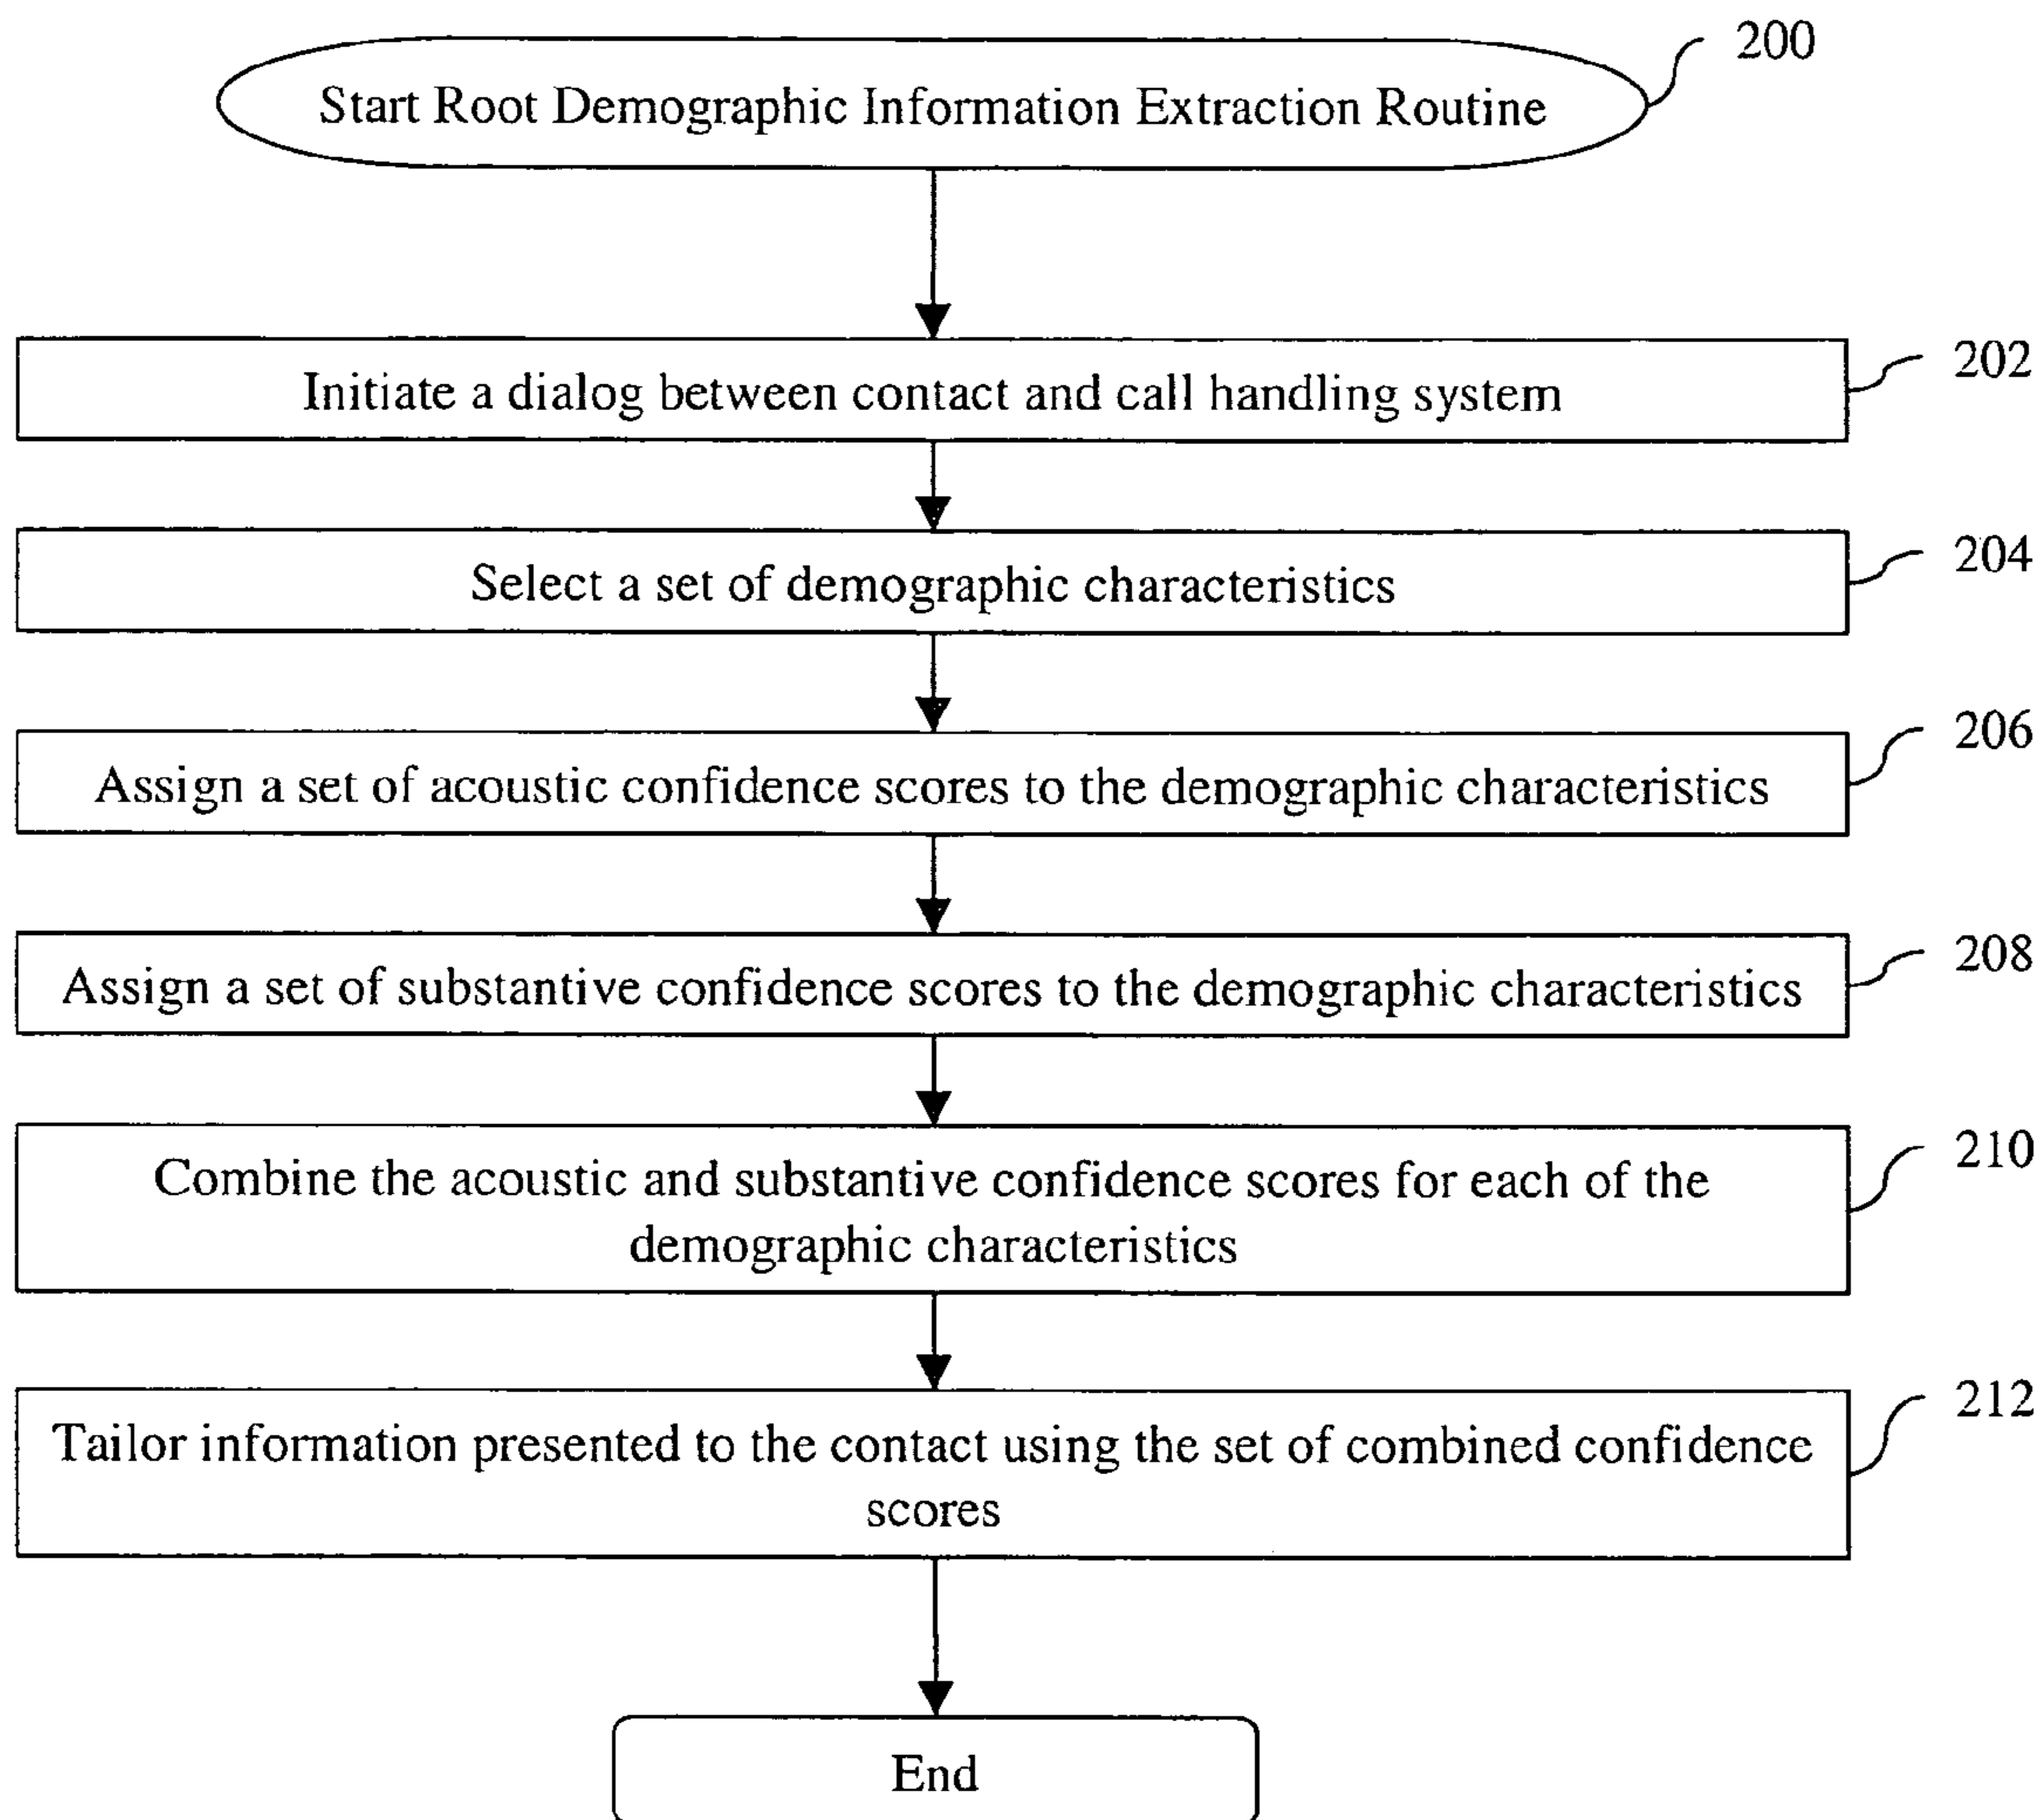 200
Start Root Demographic Information Extraction Routine
202
Initiate a dialog between contact and call handling system
204
Select a set of demographic characteristics
206
Assign a set of acoustic confidence scores to the demographic characteristics
208
Assign a set of substantive confidence scores to the demographic characteristics
210
Combine the acoustic and substantive confidence scores for each of the
demographic characteristics
212
Tailor information presented to the contact using the set of combined confidence
scores
End